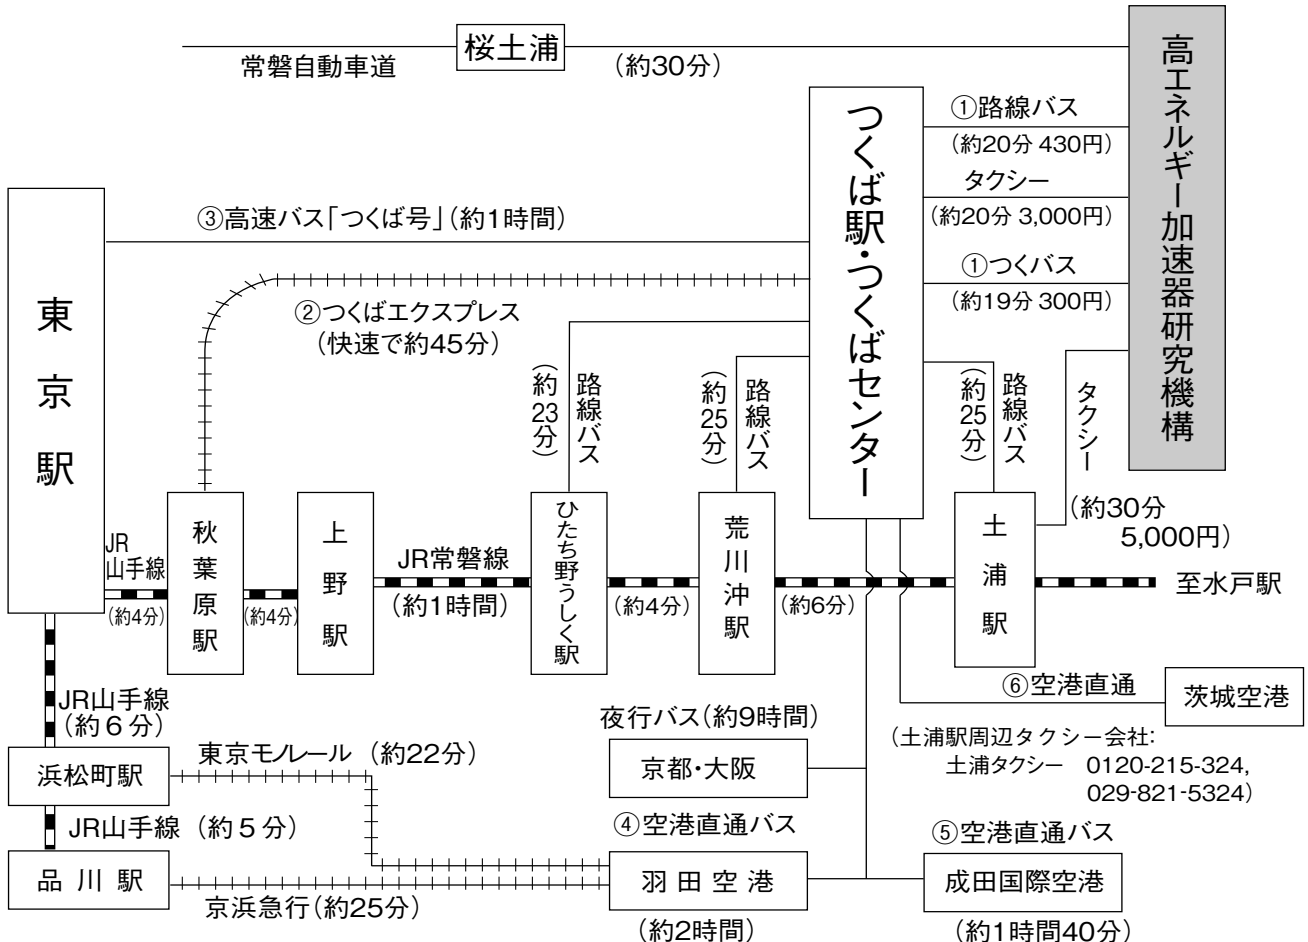 桜土浦
常磐自動車道
(約30分)
高エネルギー加速器研究機構
つくば駅・つくばセンター
①路線バス
(約20分 430円)
タクシー
(約20分 3,000円)
①つくバス
(約19分 300円)
東京駅
③高速バス「つくば号」(約1時間)
②つくばエクスプレス
(快速で約45分)
路線バス
(約23分)
路線バス
(約25分)
路線バス
(約25分)
タクシー
(約30分
5,000円)
JR
山手線
(約4分)
秋葉原駅
(約4分)
上野駅
JR常磐線
(約1時間)
ひたち野うしく駅
(約4分)
荒川沖駅
(約6分)
土浦駅
至水戸駅
JR山手線
(約6分)
⑥空港直通
茨城空港
夜行バス(約9時間)
京都・大阪
(土浦駅周辺タクシー会社:
土浦タクシー 0120-215-324,
029-821-5324)
浜松町駅
東京モノレール (約22分)
JR山手線 (約5分)
④空港直通バス
⑤空港直通バス
品川駅
京浜急行(約25分)
羽田空港
(約2時間)
成田国際空港
(約1時間40分)